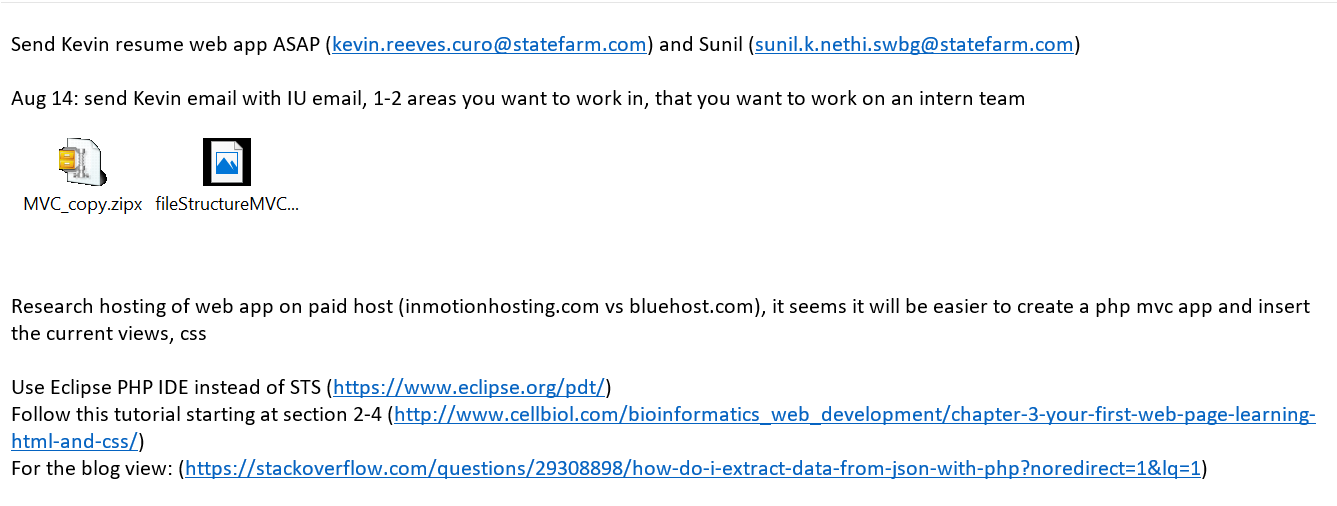 Send Kevin resume web app ASAP (kevin.reeves.curo@statefarm.com) and Sunil (sunil.k.nethi.swbg@statefarm.com)
Aug 14: send Kevin email with IU email, 1-2 areas you want to work in, that you want to work on an intern team
MVC_copy.zipx fileStructureMVC...
Research hosting of web app on paid host (inmotionhosting.com vs bluehost.com), it seems it will be easier to create a php mvc app and insert
the current views, css
Use Eclipse PHP IDE instead of STS (https://www.eclipse.org/pdt/)
Follow this tutorial starting at section 2-4 (http://www.cellbiol.com/bioinformatics_web_development/chapter-3-your-first-web-page-learning-
html-and-css/)
For the blog view: (https://stackoverflow.com/questions/29308898/how-do-i-extract-data-from-json-with-php?noredirect=1&lq=1)